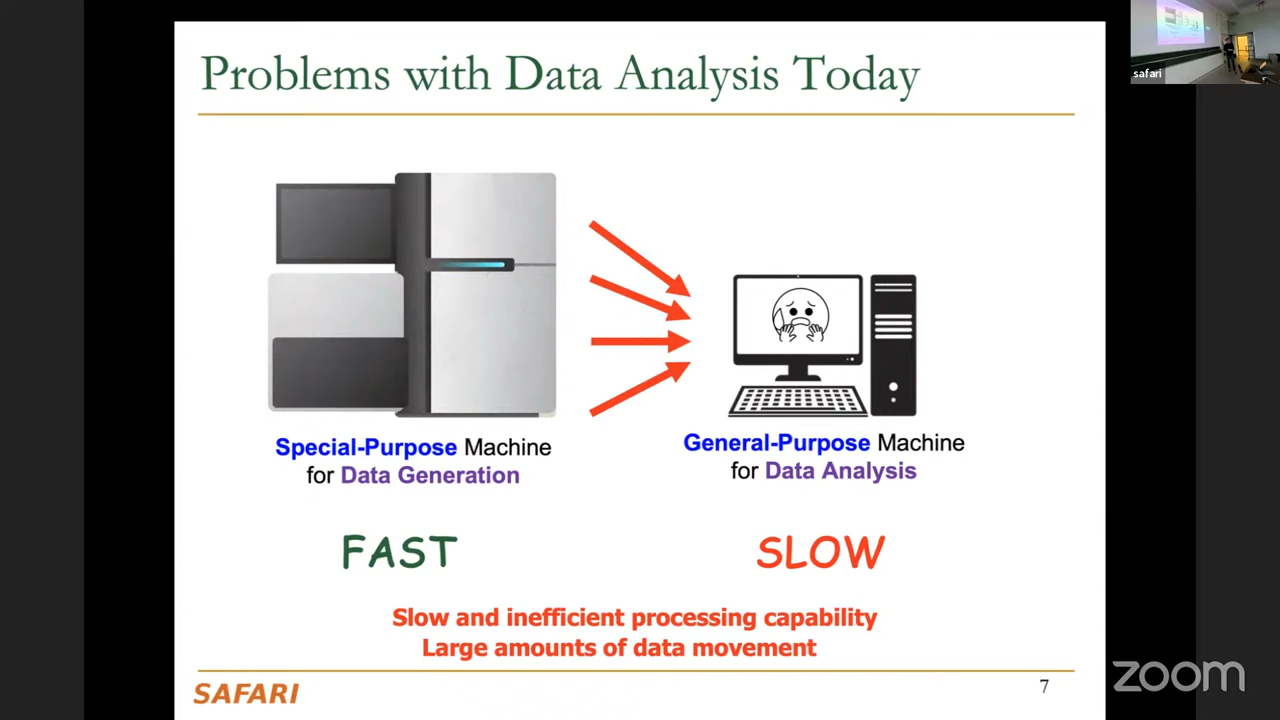 Problems with Data Analysis Today
safari
Special-Purpose Machine
for Data Generation
General-Purpose Machine
for Data Analysis
FAST
SLOW
Slow and inefficient processing capability
Large amounts of data movement
SAFARI
7
zoom